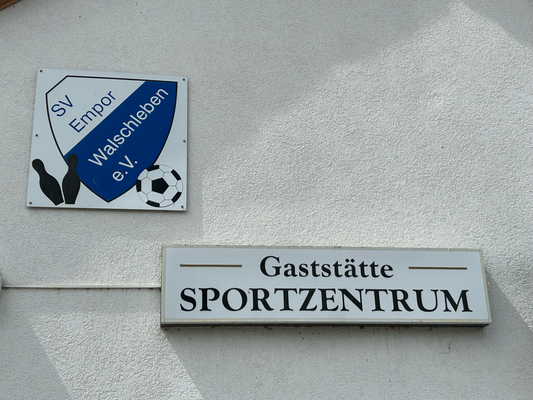 SV
Empor
Walschleben
e.V.
Gaststätte
SPORTZENTRUM